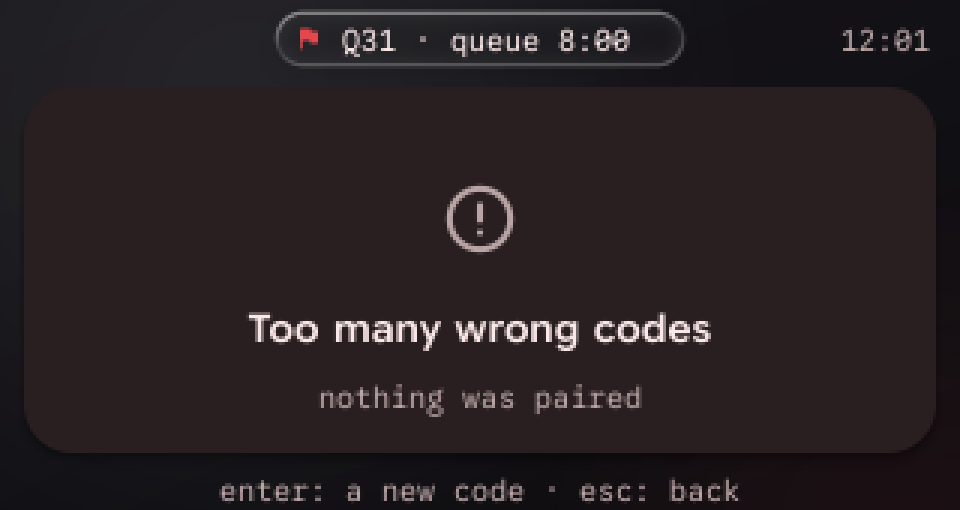 Q31 · queue 8:00
12:01
Too many wrong codes
nothing was paired
enter: a new code · esc: back